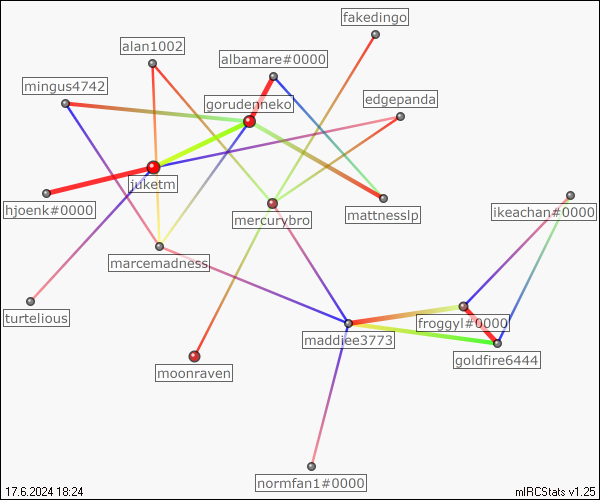 fakedingo
alan1002
albamare#0000
mingus4742
edgepanda
gorudenneko
juketm
hjoenk#0000
mercurybro
mattnesslp
ikeachan#0000
marcemadness
turtelious
froggyl#0000
maddiee3773
goldfire6444
moonraven
normfan1#0000
17.6.2024 18:24
mIRCStats v1.25